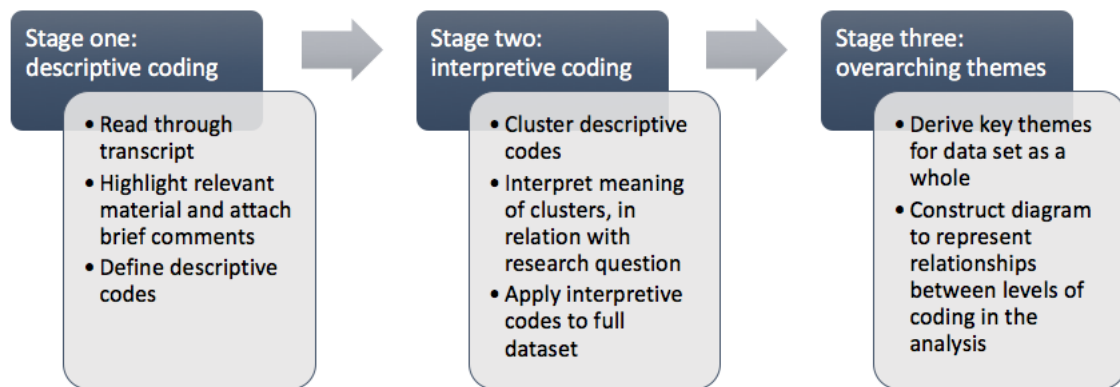 Stage one:
descriptive coding
• Read through
transcript
• Highlight relevant
material and attach
brief comments
• Define descriptive
codes
Stage two:
interpretive coding
• Cluster descriptive
codes
• Interpret meaning
of clusters, in
relation with
research question
• Apply interpretive
codes to full
dataset
Stage three:
overarching themes
• Derive key themes
for data set as a
whole
• Construct diagram
to represent
relationships
between levels of
coding in the
analysis